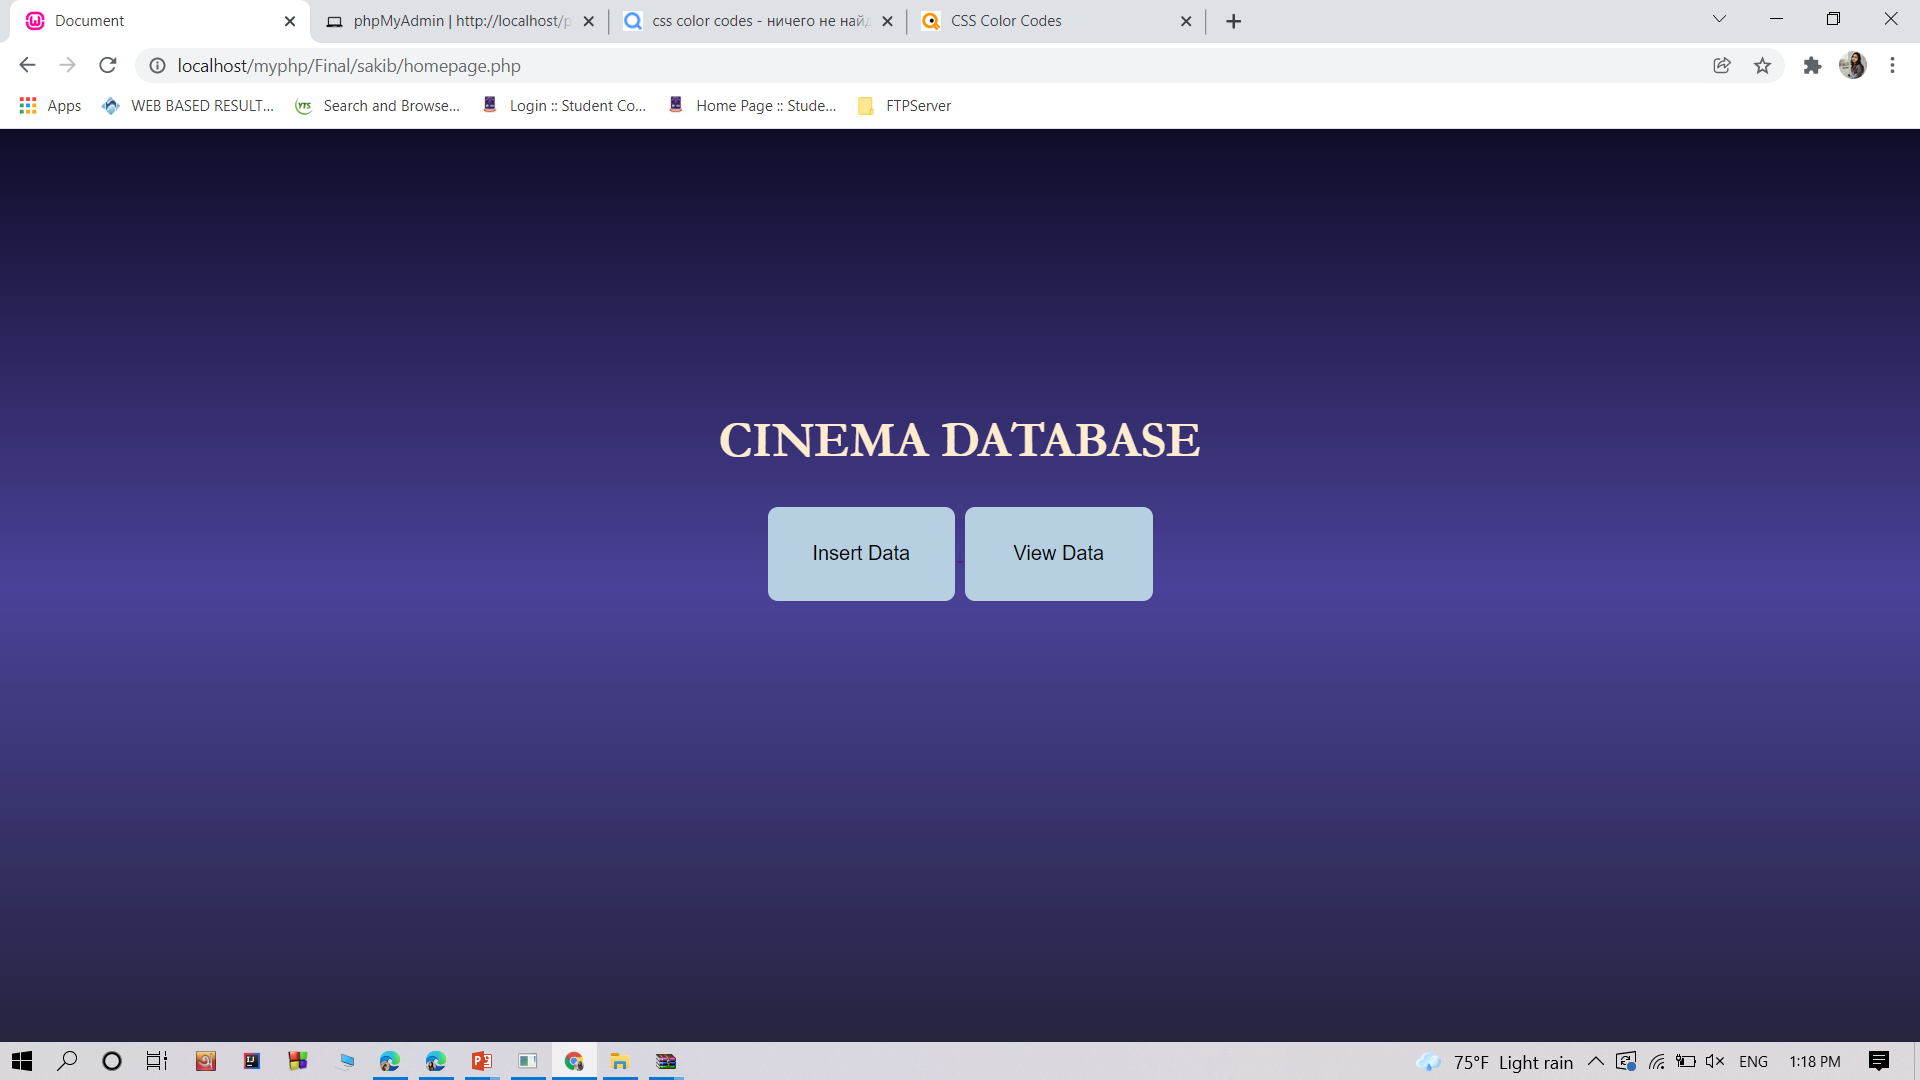 Document
phpMyAdmin | http://localhost/p
css color codes - ничего не найд
CSS Color Codes
localhost/myphp/Final/sakib/homepage.php
Apps
WEB BASED RESULT...
YTS
Search and Browse...
Login :: Student Co...
Home Page :: Stude...
FTPServer
CINEMA DATABASE
Insert Data
View Data
75°F Light rain
ENG
1:18 PM